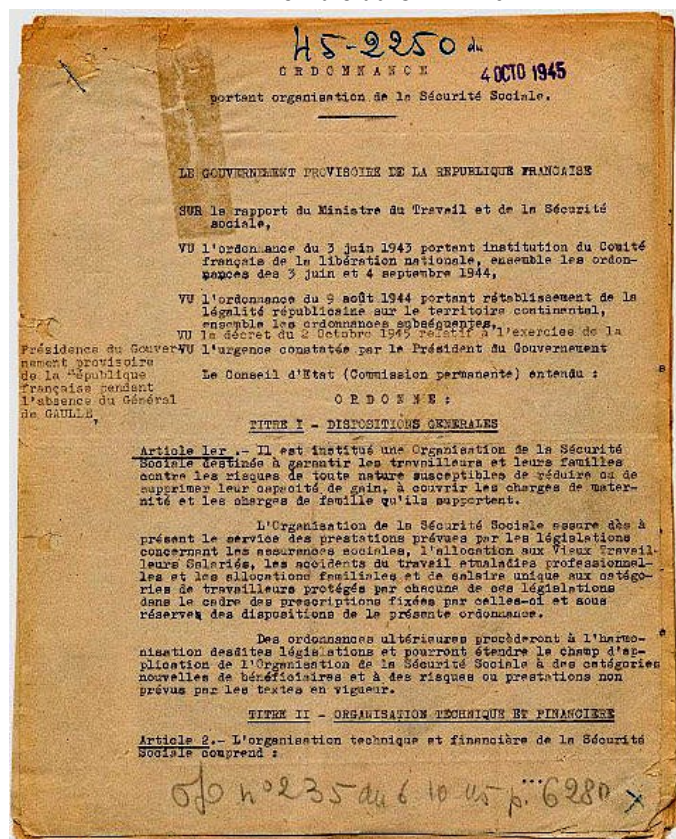 45-2250 du
ORDONNANCE
4 OCTO 1945
portant organisation de la Sécurité Sociale.
LE GOUVERNEMENT PROVISOIRE DE LA REPUBLIQUE FRANCAISE
SUR le rapport du Ministre du Travail et de la Sécurité
sociale,
VU l'ordonnance du 3 juin 1943 portant institution du Comité
français de la libération nationale, ensemble les ordon-
nances des 3 juin et 4 septembre 1944,
VU l'ordonnance du 9 août 1944 portant rétablissement de la
légalité républicaine sur le territoire continental,
ensemble les ordonnances subséquentes,
VU le décret du 2 Octobre 1945 relatif à l'exercise de la
Présidence du Gouver-
nement provisoire
de la République
française pendant
l'absence du Général
de GAULLE,
VU l'urgence constatée par le Président du Gouvernement
Le Conseil d'Etat (Commission permanente) entendu :
ORDONNE :
TITRE I - DISPOSITIONS GENERALES
Article 1er .- Il est institué une Organisation de la Sécurité
Sociale destinée à garantir les travailleurs et leurs familles
contre les risques de toute nature susceptibles de réduire ou de
supprimer leur capacité de gain, à couvrir les charges de mater-
nité et les charges de famille qu'ils supportent.
L'Organisation de la Sécurité Sociale assure dès à
présent le service des prestations prévues par les législations
concernant les assurances sociales, l'allocation aux Vieux Travail-
leurs Salariés, les accidents du travail etmaladies professionnel-
les et les allocations familiales et de salaire unique aux catégo-
ries de travailleurs protégés par chacune de ces législations
dans le cadre des prescriptions fixées par celles-ci et sous
réserve, des dispositions de la présente ordonnance.
Des ordonnances ultérieures procèderont à l'harmo-
nisation desdites législations et pourront étendre le champ d'ap-
plication de l'Organisation de la Sécurité Sociale à des catégories
nouvelles de bénéficiaires et à des risques ou prestations non
prévus par les textes en vigueur.
TITRE II - ORGANISATION TECHNIQUE ET FINANCIERE
Article 2.- L'organisation technique et financière de la Sécurité
Sociale comprend :
...
JO n°235 du 6 10 45 p. 6280